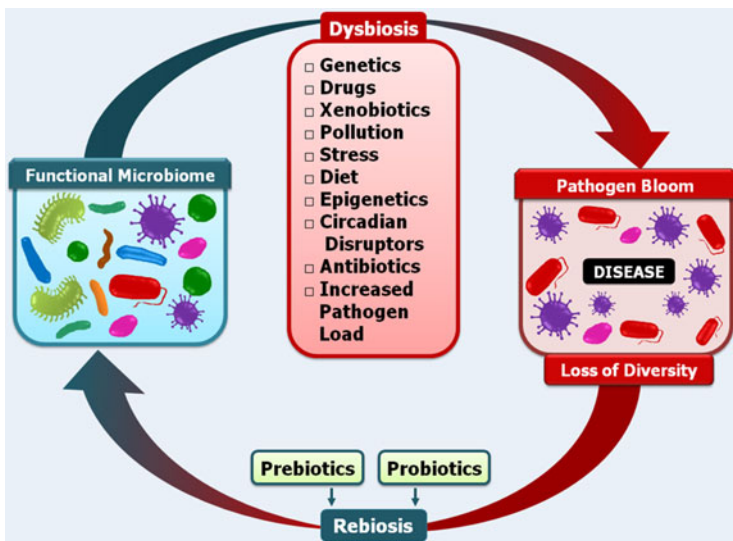 Dysbiosis
□ Genetics
□ Drugs
□ Xenobiotics
□ Pollution
□ Stress
□ Diet
□ Epigenetics
□ Circadian
Disruptors
□ Antibiotics
□ Increased
Pathogen
Load
Functional Microbiome
Pathogen Bloom
DISEASE
Loss of Diversity
Prebiotics
Probiotics
Rebiosis